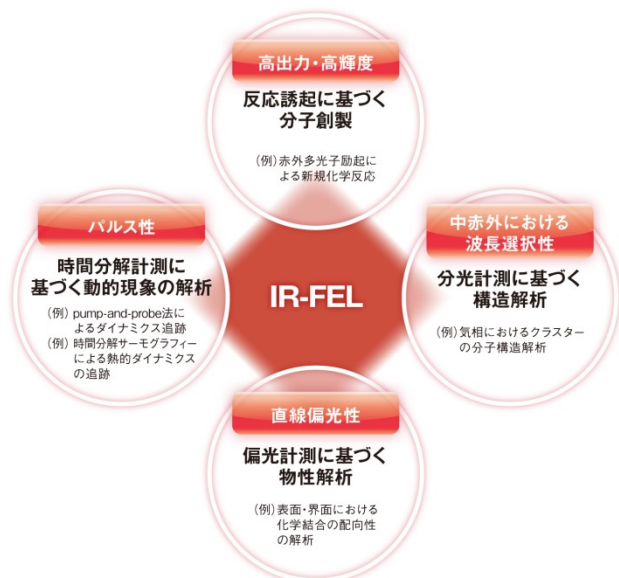 高出力・高輝度
反応誘起に基づく
分子創製
(例)赤外多光子励起に
よる新規化学反応
パルス性
時間分解計測に
基づく動的現象の解析
(例) pump-and-probe法に
よるダイナミクス追跡
(例) 時間分解サーモグラフィー
による熱的ダイナミクス
の追跡
IR-FEL
中赤外における
波長選択性
分光計測に基づく
構造解析
(例)気相におけるクラスター
の分子構造解析
直線偏光性
偏光計測に基づく
物性解析
(例)表面・界面における
化学結合の配向性
の解析